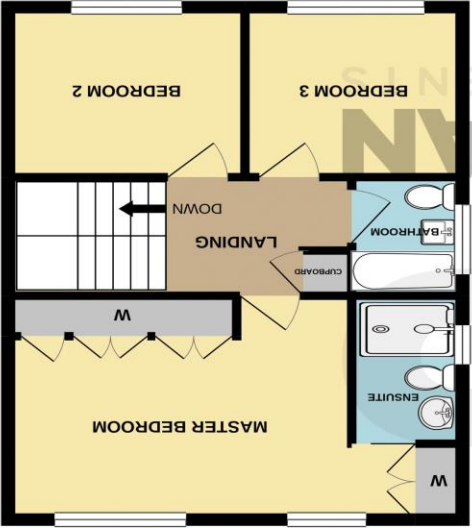 BEDROOM 2
BEDROOM 3
DOWN
BATHROOM
LANDING
CUPBOARD
W
ENSUITE
MASTER BEDROOM
W